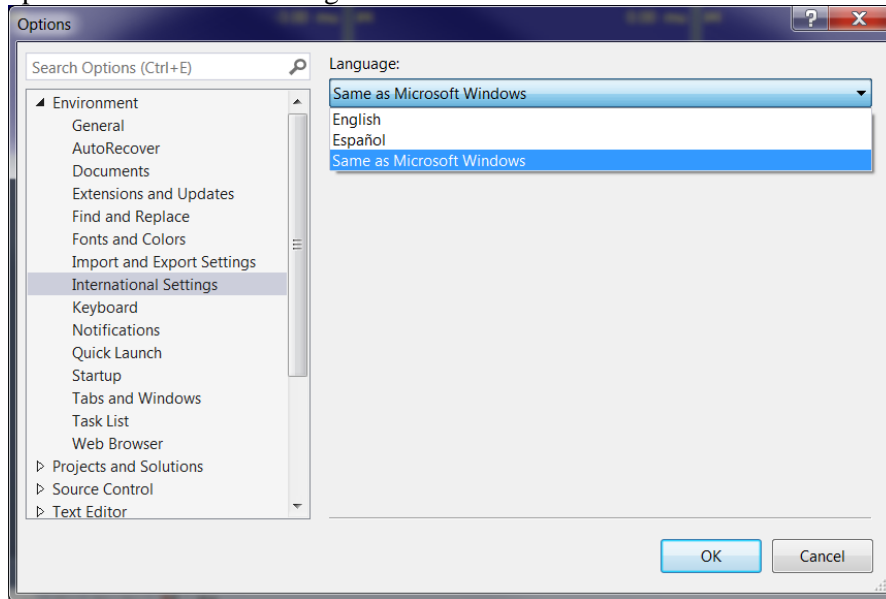 Options
Search Options (Ctrl+E)
Environment
General
AutoRecover
Documents
Extensions and Updates
Find and Replace
Fonts and Colors
Import and Export Settings
International Settings
Keyboard
Notifications
Quick Launch
Startup
Tabs and Windows
Task List
Web Browser
Projects and Solutions
Source Control
Text Editor
Language:
Same as Microsoft Windows
English
Español
Same as Microsoft Windows
OK
Cancel